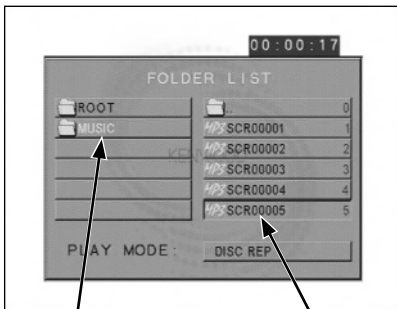 00:00:17
FOLDER LIST
ROOT
MUSIC
.. 0
MP3 SCR00001 1
MP3 SCR00002 2
MP3 SCR00003 3
MP3 SCR00004 4
MP3 SCR00005 5
PLAY MODE: DISC REP